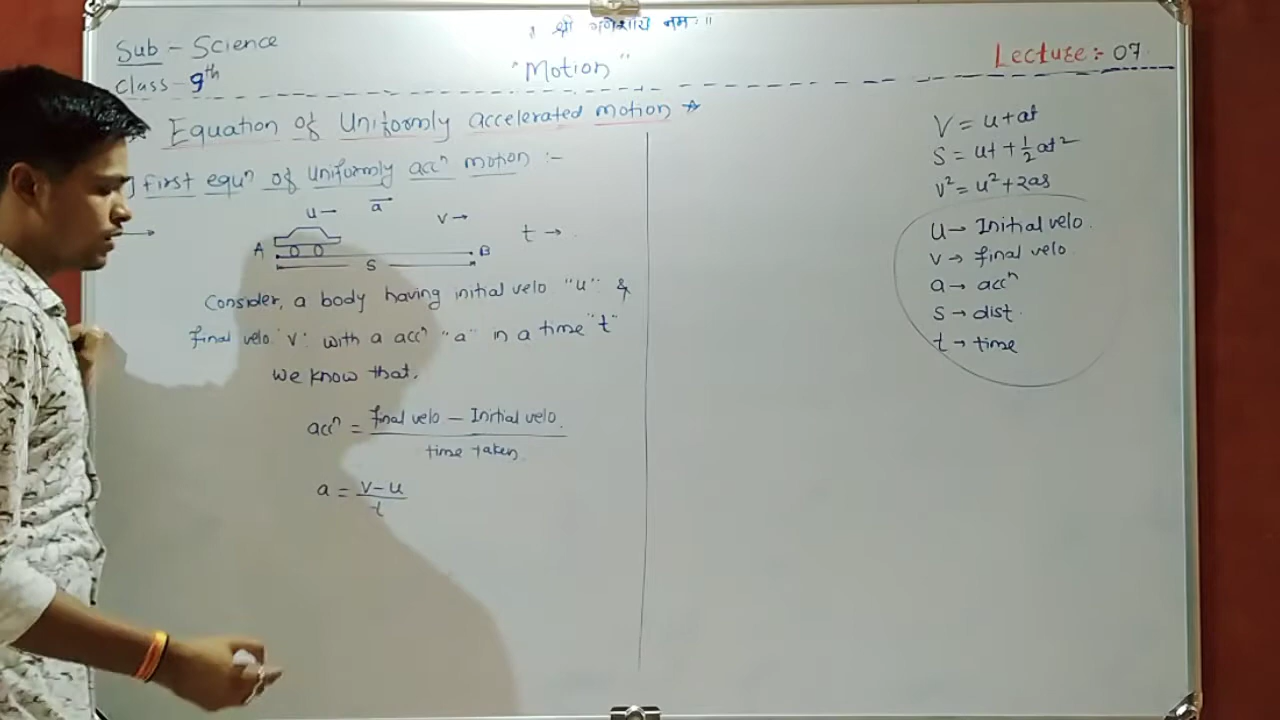 ॥ श्री गणेशाय नमः ॥
Sub - Science
Class - 9th
"Motion"
Lecture :- 07
Equation of Uniformly accelerated motion
First equⁿ of uniformly accⁿ motion :-
u→ a→ v→ t→
A B
S
Consider, a body having initial velo "u" &
final velo "v" with a accⁿ "a" in a time "t"
We know that,
accⁿ = final velo - Initial velo / time taken
a = v-u / t
V = u+at
S = ut + 1/2 at²
v² = u²+2as
u → Initial velo.
v → final velo
a → accⁿ
S → dist.
t → time